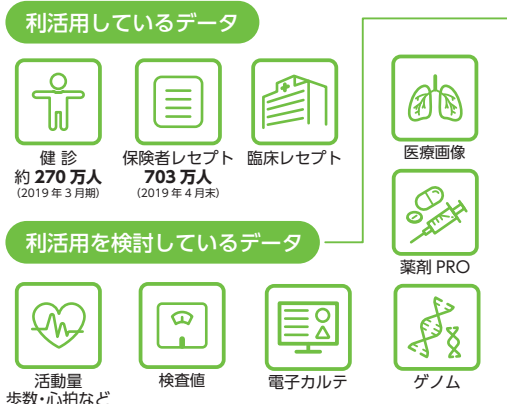 利活用しているデータ
健 診
約 270 万人
(2019 年 3 月期)
保険者レセプト
703 万人
(2019 年 4 月末)
臨床レセプト
利活用を検討しているデータ
医療画像
薬剤 PRO
活動量
歩数・心拍など
検査値
電子カルテ
ゲノム